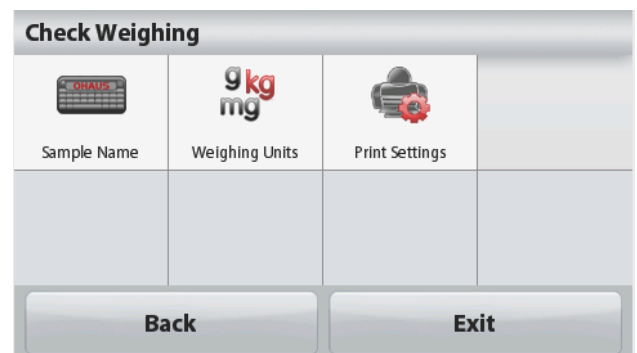 Check Weighing
OHAUS
g kg
mg
Sample Name
Weighing Units
Print Settings
Back
Exit